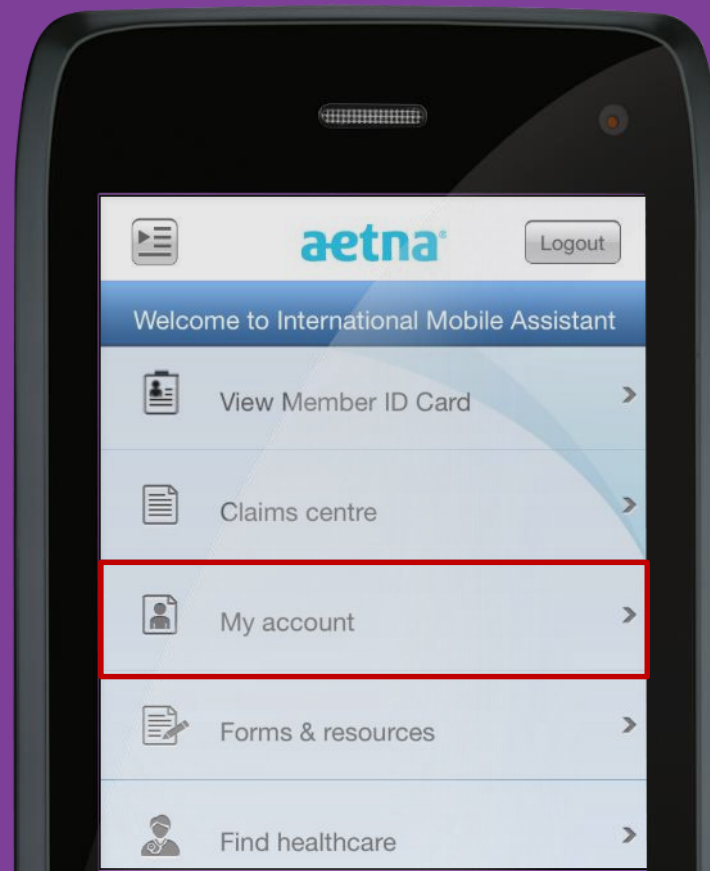 aetna®
Logout
Welcome to International Mobile Assistant
View Member ID Card
Claims centre
My account
Forms & resources
Find healthcare